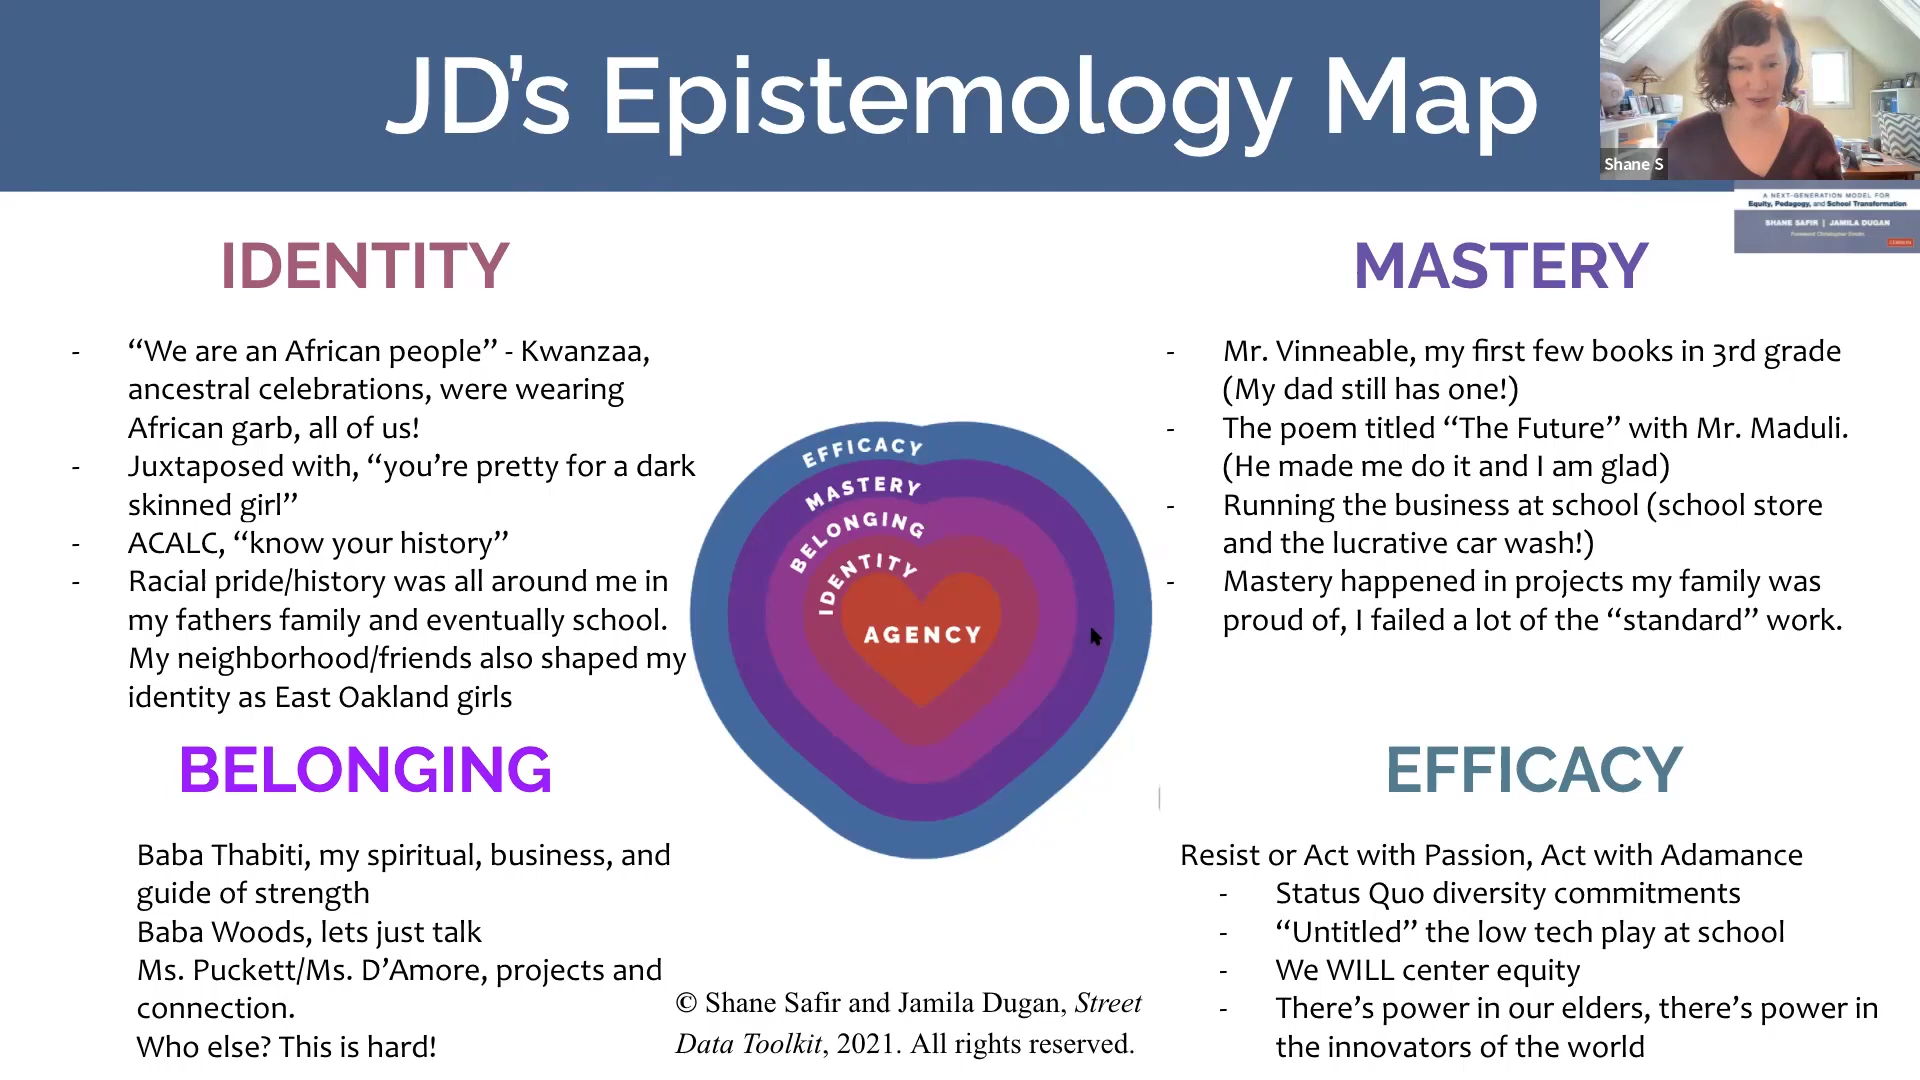 JD's Epistemology Map
Shane S
A NEXT-GENERATION MODEL FOR
Equity, Pedagogy, and School Transformation
SHANE SAFIR | JAMILA DUGAN
CORWIN
IDENTITY
- “We are an African people” - Kwanzaa,
ancestral celebrations, were wearing
African garb, all of us!
- Juxtaposed with, “you’re pretty for a dark
skinned girl”
- ACALC, “know your history”
- Racial pride/history was all around me in
my fathers family and eventually school.
My neighborhood/friends also shaped my
identity as East Oakland girls
MASTERY
- Mr. Vinneable, my first few books in 3rd grade
(My dad still has one!)
- The poem titled “The Future” with Mr. Maduli.
(He made me do it and I am glad)
- Running the business at school (school store
and the lucrative car wash!)
- Mastery happened in projects my family was
proud of, I failed a lot of the “standard” work.
EFFICACY
MASTERY
BELONGING
IDENTITY
AGENCY
BELONGING
Baba Thabiti, my spiritual, business, and
guide of strength
Baba Woods, lets just talk
Ms. Puckett/Ms. D’Amore, projects and
connection.
Who else? This is hard!
EFFICACY
Resist or Act with Passion, Act with Adamance
- Status Quo diversity commitments
- “Untitled” the low tech play at school
- We WILL center equity
- There’s power in our elders, there’s power in
the innovators of the world
© Shane Safir and Jamila Dugan, Street
Data Toolkit, 2021. All rights reserved.